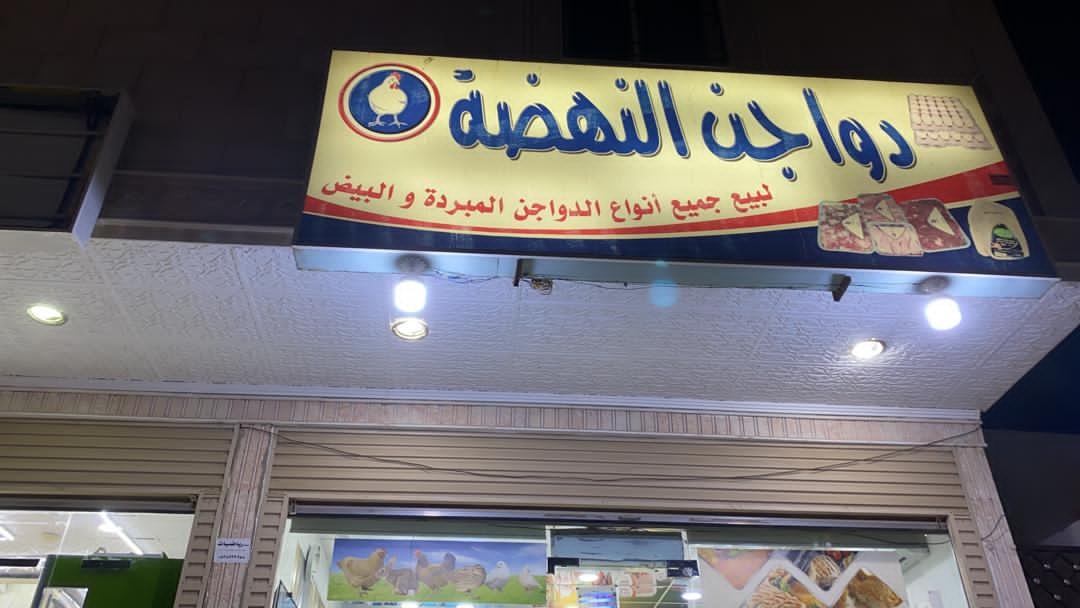 دواجن النهضة
لبيع جميع أنواع الدواجن المبردة و البيض